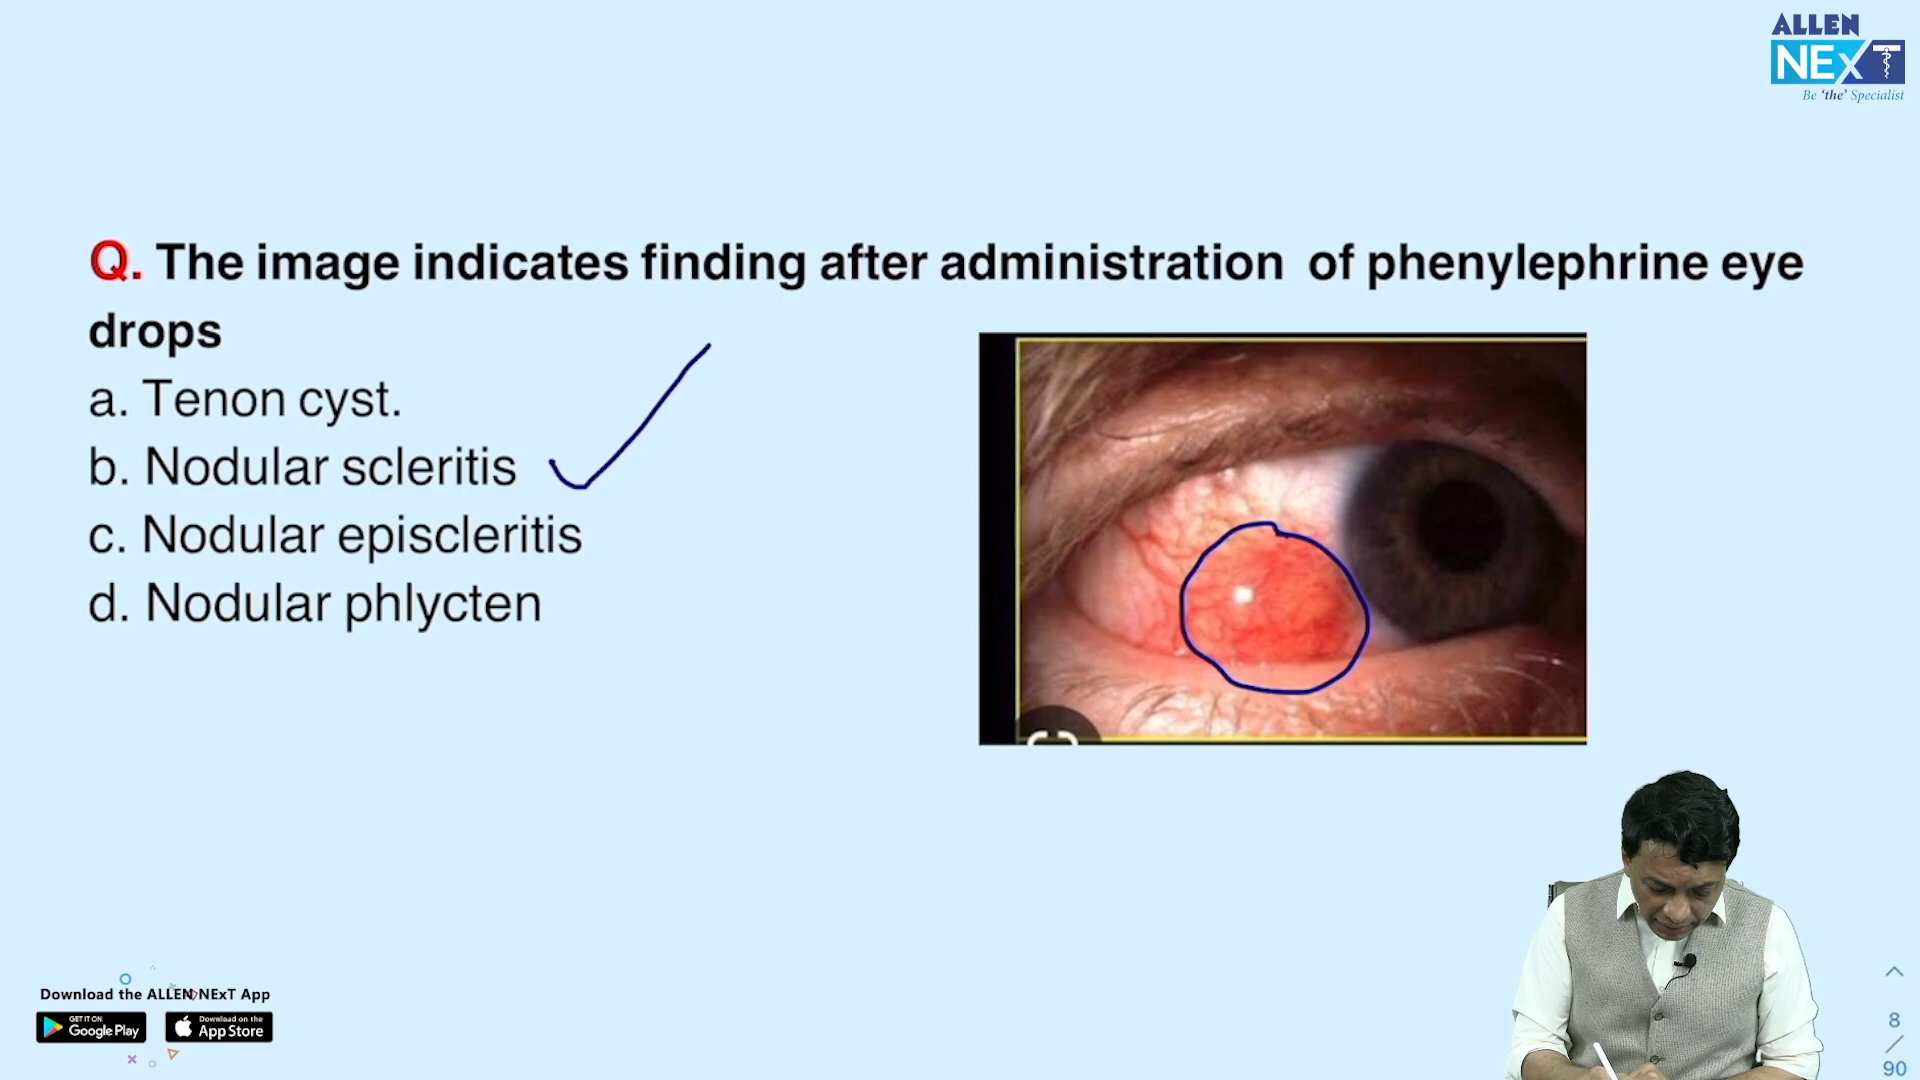 ALLEN
NExT
Be 'the' Specialist
Q. The image indicates finding after administration of phenylephrine eye
drops
a. Tenon cyst.
b. Nodular scleritis
c. Nodular episcleritis
d. Nodular phlycten
Download the ALLEN NExT App
GET IT ON
Google Play
Download on the
App Store
8
/
90